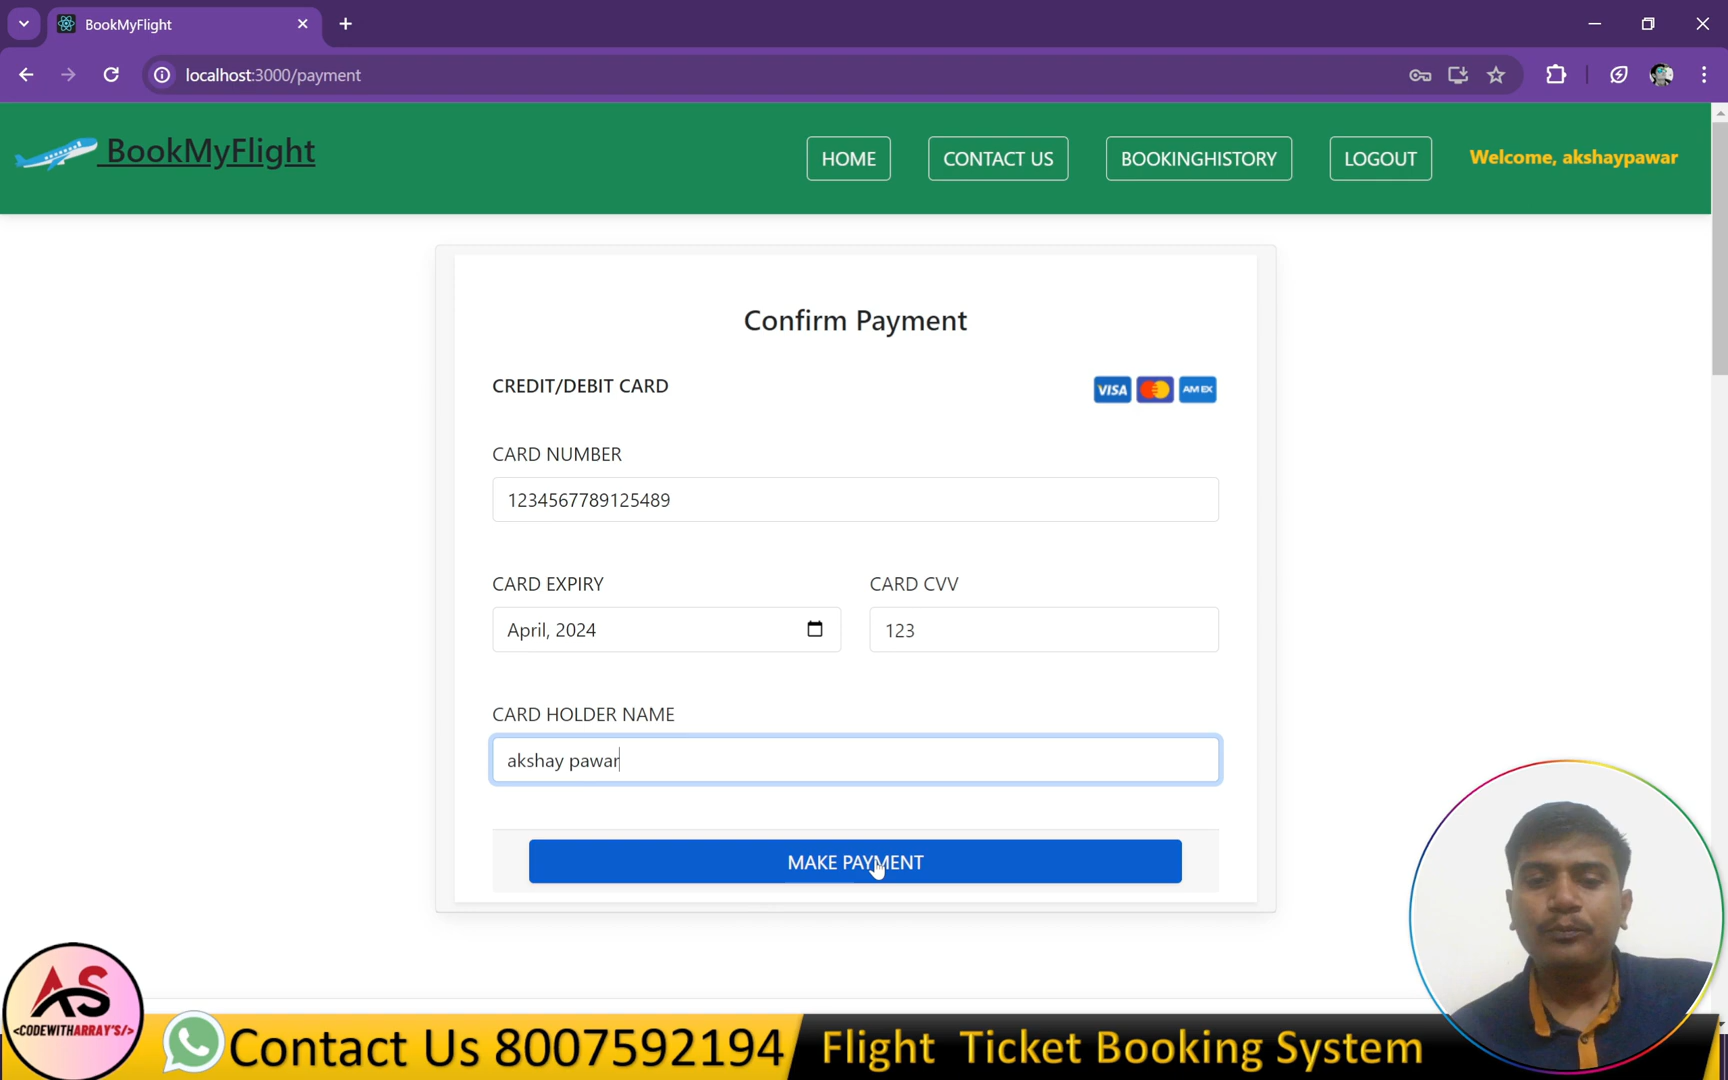 BookMyFlight
localhost:3000/payment
BookMyFlight
HOME
CONTACT US
BOOKINGHISTORY
LOGOUT
Welcome, akshaypawar
Confirm Payment
CREDIT/DEBIT CARD
VISA
AMEX
CARD NUMBER
1234567789125489
CARD EXPIRY
CARD CVV
April, 2024
123
CARD HOLDER NAME
akshay pawar
MAKE PAYMENT
AS
<CODEWITHARRAY'S/>
Contact Us 8007592194
Flight Ticket Booking System